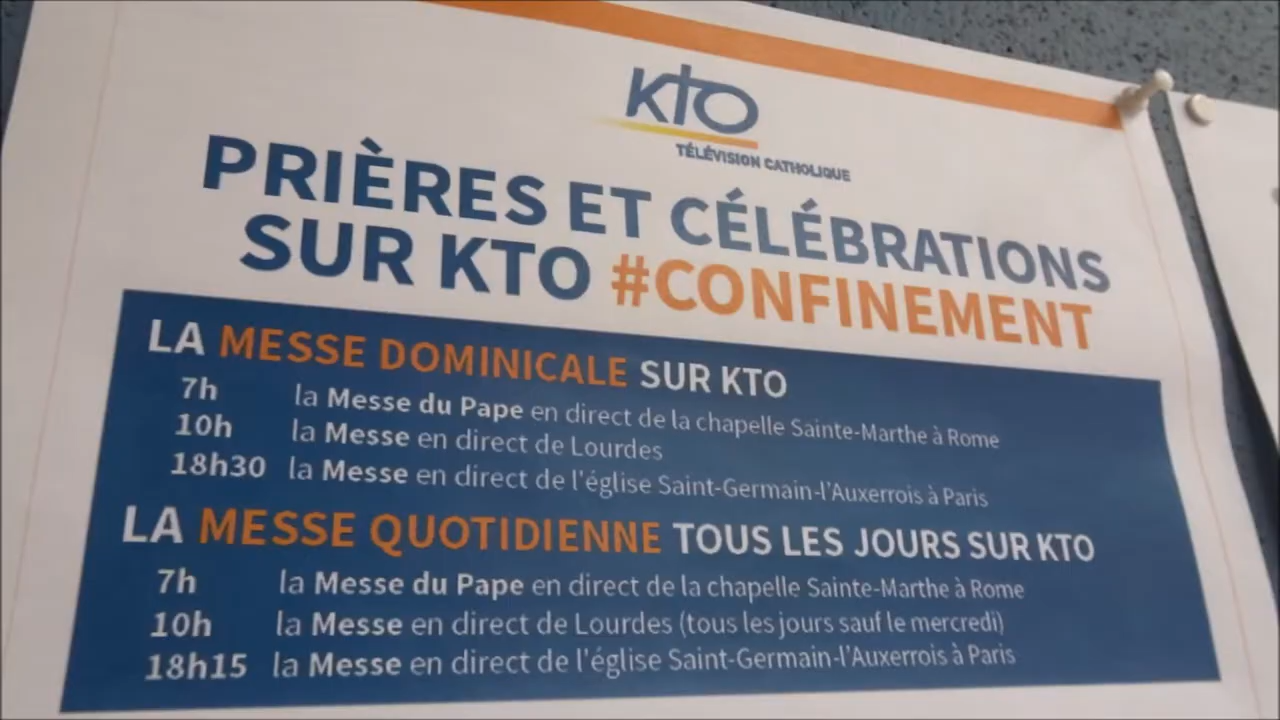 KTO
TÉLÉVISION CATHOLIQUE
PRIÈRES ET CÉLÉBRATIONS
SUR KTO #CONFINEMENT
LA MESSE DOMINICALE SUR KTO
7h la Messe du Pape en direct de la chapelle Sainte-Marthe à Rome
10h la Messe en direct de Lourdes
18h30 la Messe en direct de l'église Saint-Germain-l'Auxerrois à Paris
LA MESSE QUOTIDIENNE TOUS LES JOURS SUR KTO
7h la Messe du Pape en direct de la chapelle Sainte-Marthe à Rome
10h la Messe en direct de Lourdes (tous les jours sauf le mercredi)
18h15 la Messe en direct de l'église Saint-Germain-l'Auxerrois à Paris